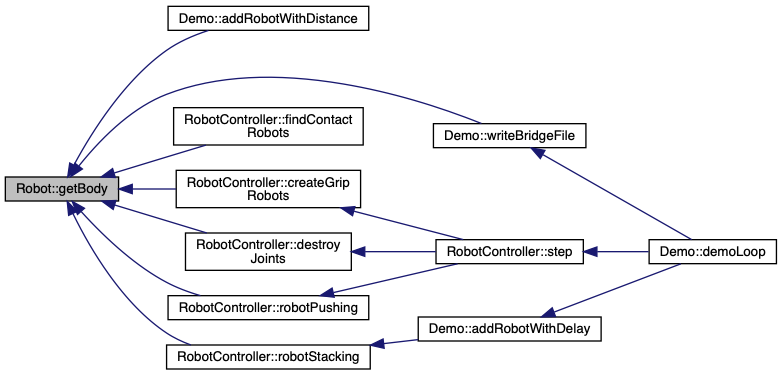 Demo::addRobotWithDistance
RobotController::findContact
Robots
Demo::writeBridgeFile
Robot::getBody
RobotController::createGrip
Robots
RobotController::destroy
Joints
RobotController::step
Demo::demoLoop
RobotController::robotPushing
Demo::addRobotWithDelay
RobotController::robotStacking